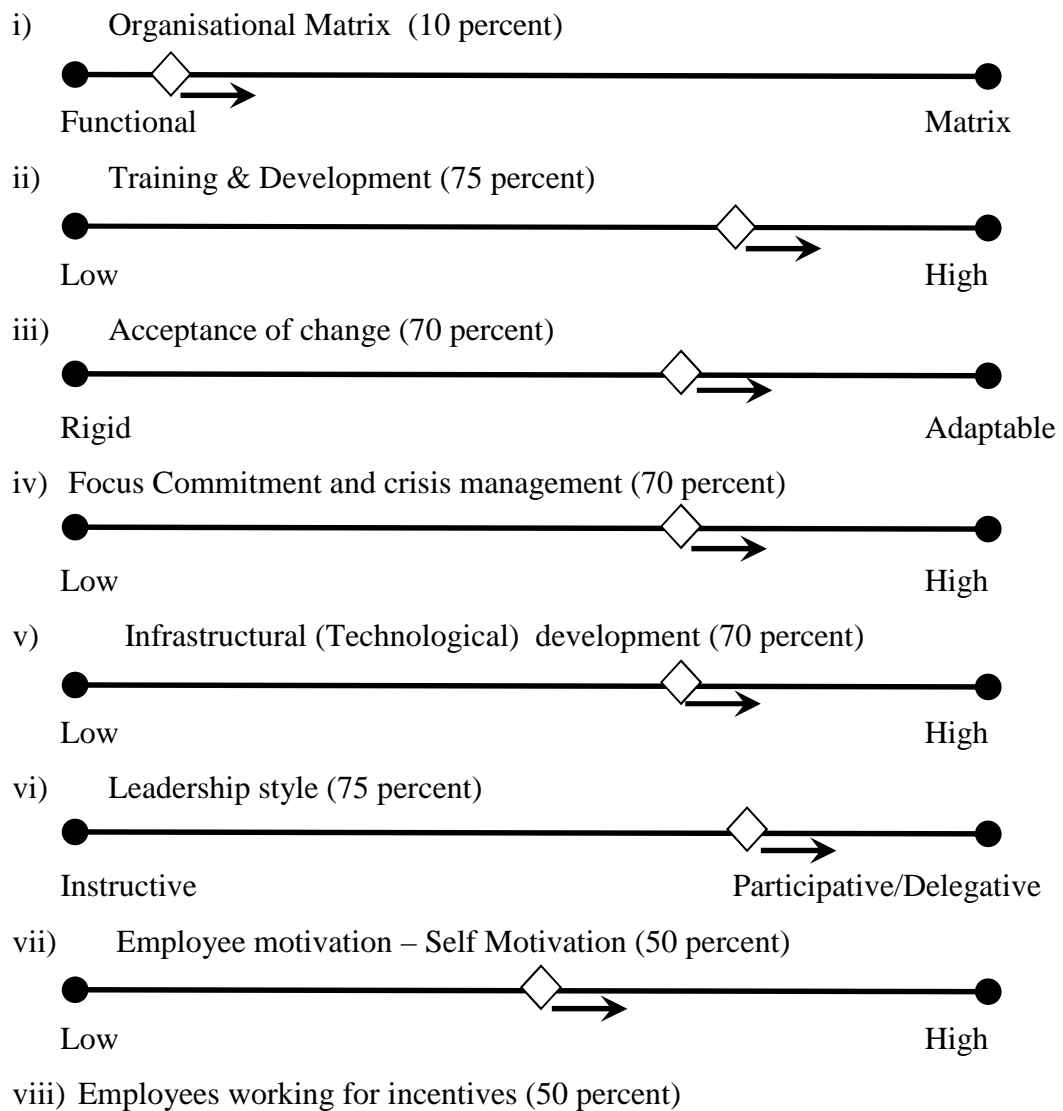 i) Organisational Matrix (10 percent)
Functional Matrix
ii) Training & Development (75 percent)
Low High
iii) Acceptance of change (70 percent)
Rigid Adaptable
iv) Focus Commitment and crisis management (70 percent)
Low High
v) Infrastructural (Technological) development (70 percent)
Low High
vi) Leadership style (75 percent)
Instructive Participative/Delegative
vii) Employee motivation – Self Motivation (50 percent)
Low High
viii) Employees working for incentives (50 percent)